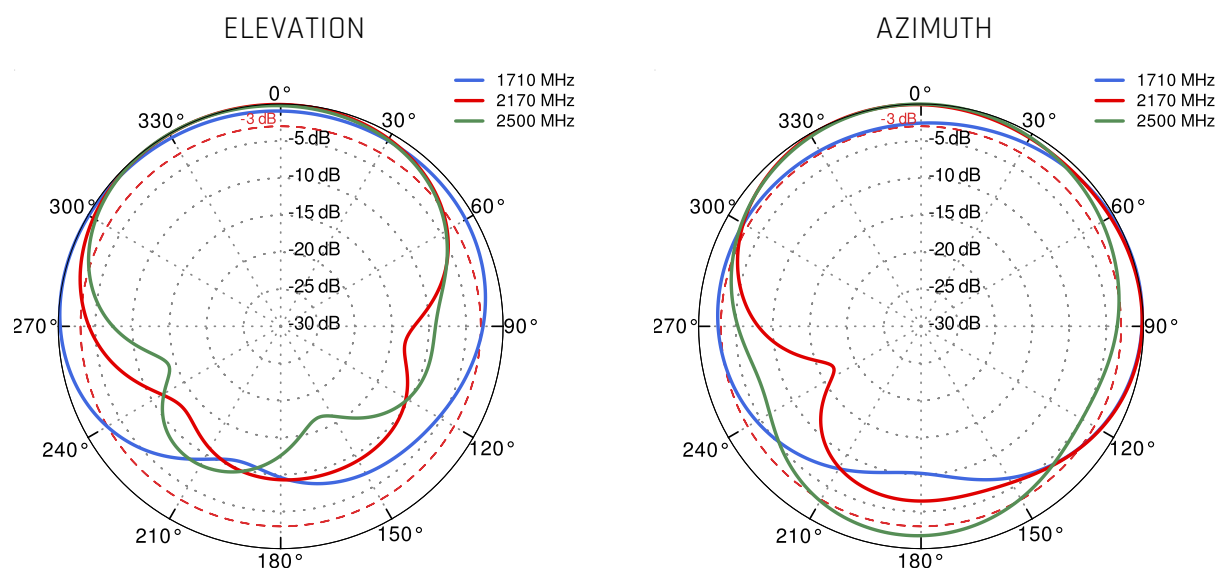 ELEVATION
1710 MHz
2170 MHz
2500 MHz
0°
30°
60°
90°
120°
150°
180°
210°
240°
270°
300°
330°
-3 dB
-5 dB
-10 dB
-15 dB
-20 dB
-25 dB
-30 dB
AZIMUTH
1710 MHz
2170 MHz
2500 MHz
0°
30°
60°
90°
120°
150°
180°
210°
240°
270°
300°
330°
-3 dB
-5 dB
-10 dB
-15 dB
-20 dB
-25 dB
-30 dB